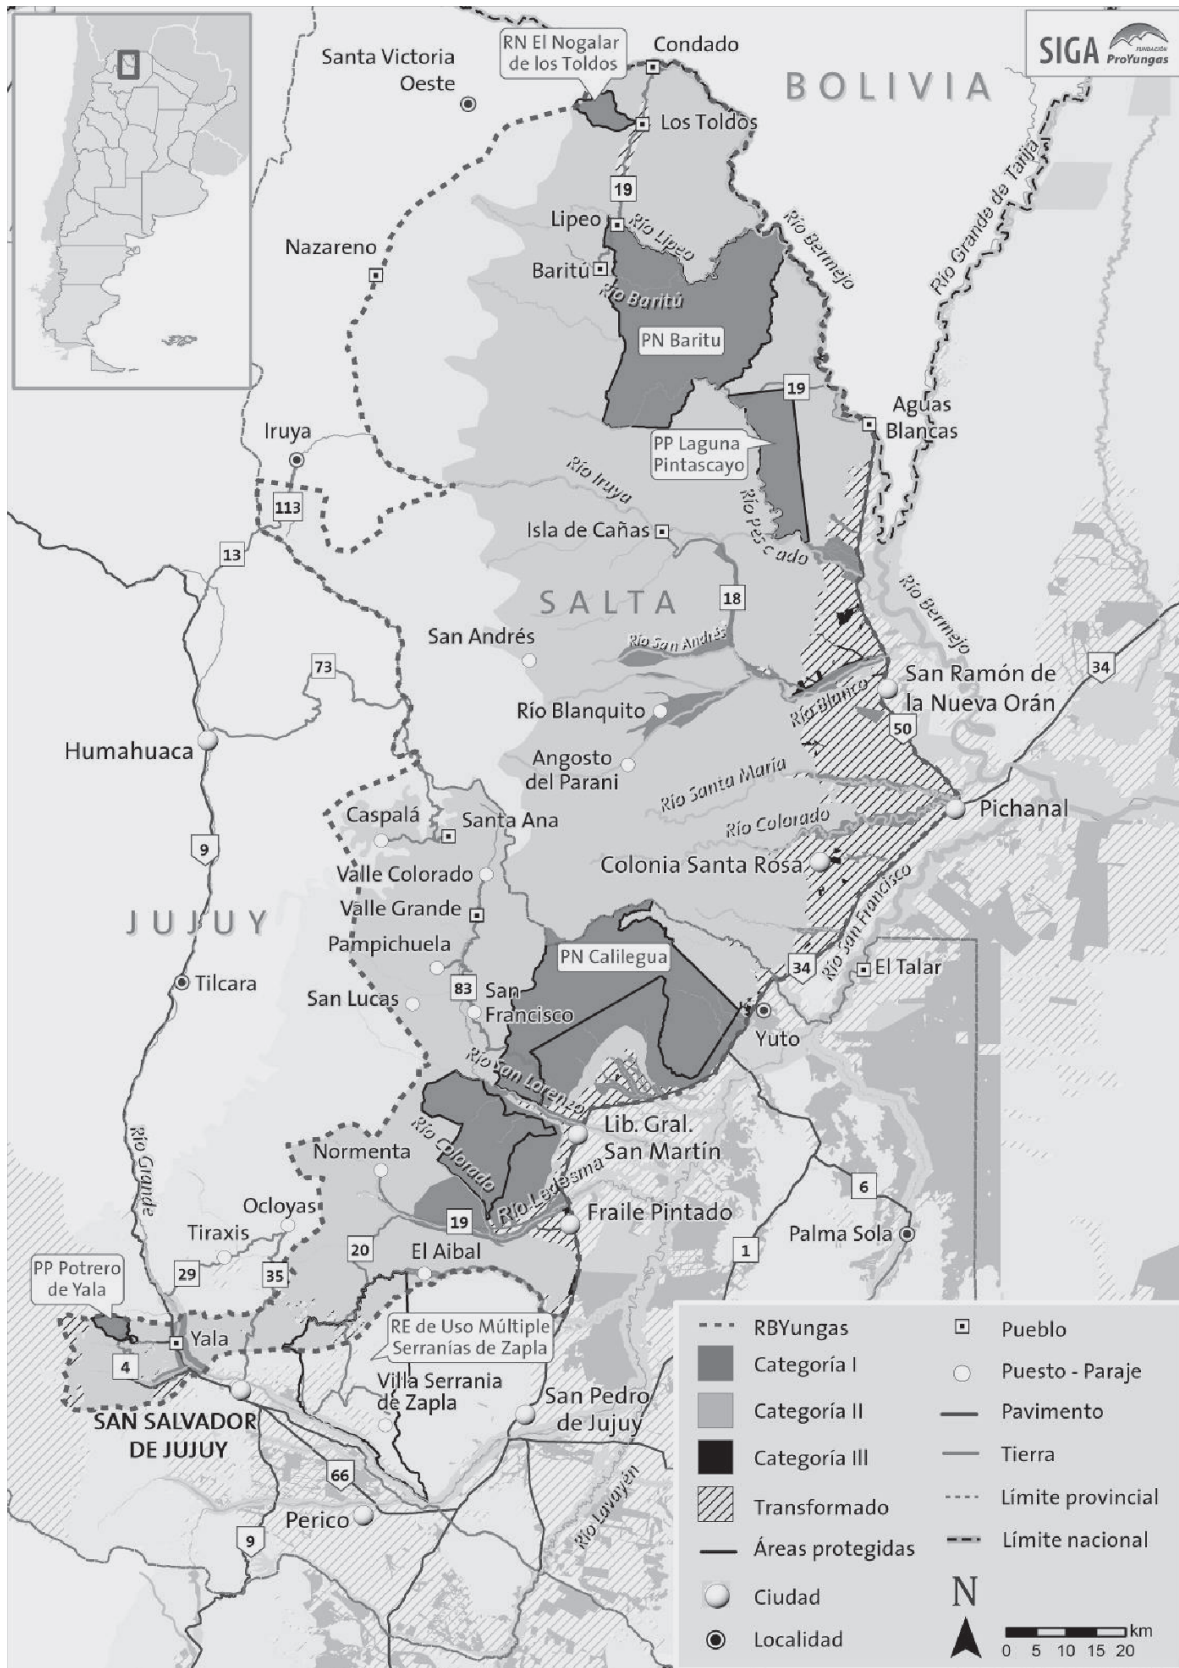 RN El Nogalar
de los Toldos
Condado
SIGA
FUNDACIÓN
ProYungas
Santa Victoria
Oeste
BOLIVIA
Los Toldos
19
Río Grande de Tarija
Lipeo
Río Lipeo
Río Bermejo
Nazareno
Baritú
Río Baritú
PN Baritu
19
Aguas
Blancas
Iruya
PP Laguna
Pintascayo
Río Iruya
113
Río Pescado
Isla de Cañas
13
SALTA
18
Río Bermejo
San Andrés
Río San Andrés
73
34
San Ramón de
la Nueva Orán
Río Blanco
Río Blanquito
50
Humahuaca
Angosto
del Parani
Río Santa María
Caspalá
Santa Ana
Pichanal
Río Colorado
9
Colonia Santa Rosa
Valle Colorado
JUJUY
Valle Grande
Río San Francisco
Pampichuela
PN Calilegua
34
El Talar
Tilcara
83
San Lucas
San
Francisco
Yuto
Río San Lorenzo
Río Grande
Lib. Gral.
San Martín
Normenta
Río Colorado
Río Ledesma
6
Ocloyas
19
Fraile Pintado
Tiraxis
Palma Sola
20
El Aibal
1
PP Potrero
de Yala
29
35
RE de Uso Múltiple
Serranías de Zapla
Yala
4
Villa Serrania
de Zapla
San Pedro
de Jujuy
SAN SALVADOR
DE JUJUY
66
Río Lavayén
Perico
9
RBYungas
Categoría I
Categoría II
Categoría III
Transformado
Áreas protegidas
Ciudad
Localidad
Pueblo
Puesto - Paraje
Pavimento
Tierra
Límite provincial
Límite nacional
N
km
0 5 10 15 20